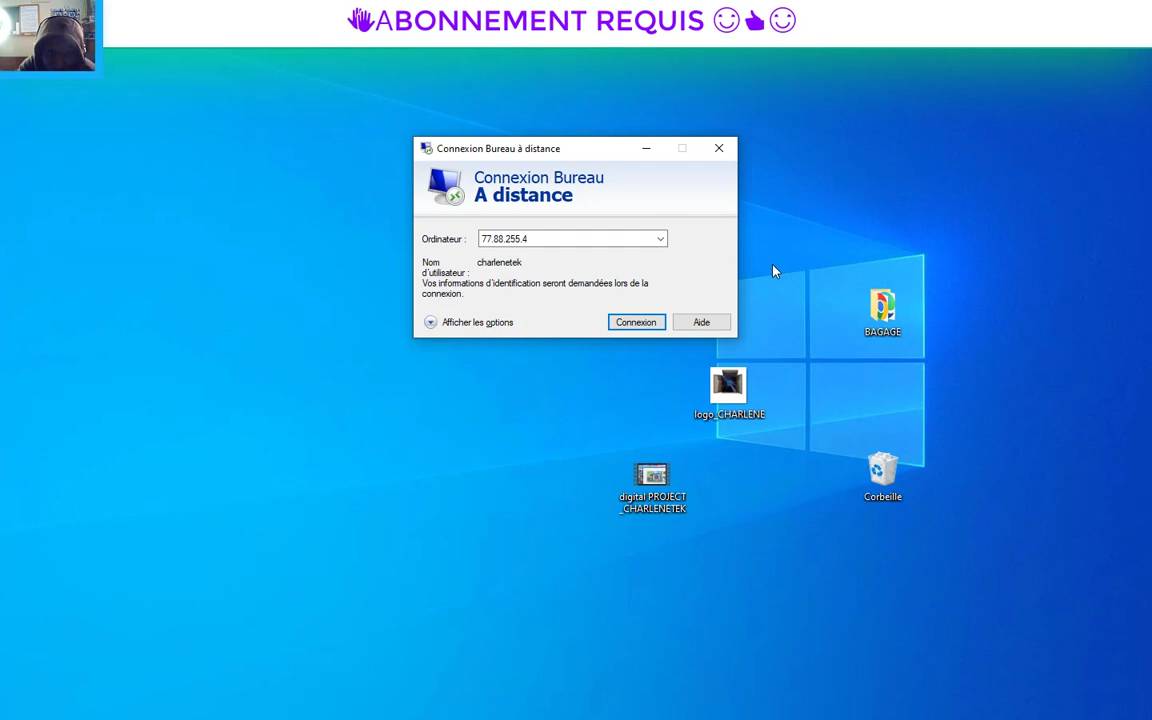 ABONNEMENT REQUIS
Connexion Bureau à distance
Connexion Bureau
A distance
Ordinateur :
77.88.255.4
Nom
d'utilisateur :
charlenetek
Vos informations d'identification seront demandées lors de la
connexion.
Afficher les options
Connexion
Aide
BAGAGE
logo_CHARLENE
digital PROJECT
_CHARLENETEK
Corbeille